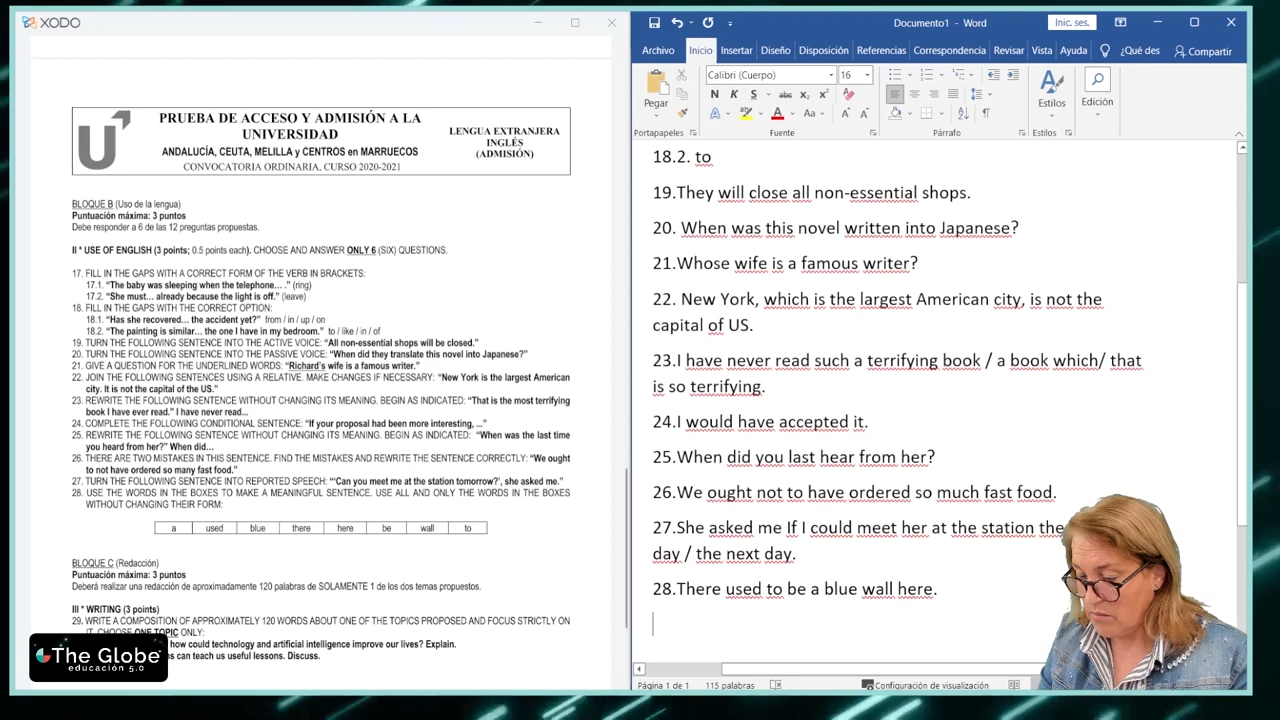 XODO
PRUEBA DE ACCESO Y ADMISIÓN A LA
UNIVERSIDAD
ANDALUCÍA, CEUTA, MELILLA y CENTROS en MARRUECOS
CONVOCATORIA ORDINARIA, CURSO 2020-2021
LENGUA EXTRANJERA
INGLÉS
(ADMISIÓN)
BLOQUE B (Uso de la lengua)
Puntuación máxima: 3 puntos
Debe responder a 6 de las 12 preguntas propuestas.
II * USE OF ENGLISH (3 points; 0.5 points each). CHOOSE AND ANSWER ONLY 6 (SIX) QUESTIONS.
17. FILL IN THE GAPS WITH A CORRECT FORM OF THE VERB IN BRACKETS:
17.1. “The baby was sleeping when the telephone… .” (ring)
17.2. “She must… already because the light is off.” (leave)
18. FILL IN THE GAPS WITH THE CORRECT OPTION:
18.1. “Has she recovered… the accident yet?” from / in / up / on
18.2. “The painting is similar… the one I have in my bedroom.” to / like / in / of
19. TURN THE FOLLOWING SENTENCE INTO THE ACTIVE VOICE: “All non-essential shops will be closed.”
20. TURN THE FOLLOWING SENTENCE INTO THE PASSIVE VOICE: “When did they translate this novel into Japanese?”
21. GIVE A QUESTION FOR THE UNDERLINED WORDS: “Richard’s wife is a famous writer.”
22. JOIN THE FOLLOWING SENTENCES USING A RELATIVE. MAKE CHANGES IF NECESSARY: “New York is the largest American
city. It is not the capital of the US.”
23. REWRITE THE FOLLOWING SENTENCE WITHOUT CHANGING ITS MEANING. BEGIN AS INDICATED: “That is the most terrifying
book I have ever read.” I have never read...
24. COMPLETE THE FOLLOWING CONDITIONAL SENTENCE: “If your proposal had been more interesting, ...”
25. REWRITE THE FOLLOWING SENTENCE WITHOUT CHANGING ITS MEANING. BEGIN AS INDICATED: “When was the last time
you heard from her?” When did...
26. THERE ARE TWO MISTAKES IN THIS SENTENCE. FIND THE MISTAKES AND REWRITE THE SENTENCE CORRECTLY: “We ought
to not have ordered so many fast food.”
27. TURN THE FOLLOWING SENTENCE INTO REPORTED SPEECH: “‘Can you meet me at the station tomorrow?’, she asked me.”
28. USE THE WORDS IN THE BOXES TO MAKE A MEANINGFUL SENTENCE. USE ALL AND ONLY THE WORDS IN THE BOXES
WITHOUT CHANGING THEIR FORM:
a used blue there here be wall to
BLOQUE C (Redacción)
Puntuación máxima: 3 puntos
Deberá realizar una redacción de aproximadamente 120 palabras de SOLAMENTE 1 de los dos temas propuestos.
III * WRITING (3 points)
29. WRITE A COMPOSITION OF APPROXIMATELY 120 WORDS ABOUT ONE OF THE TOPICS PROPOSED AND FOCUS STRICTLY ON
IT. CHOOSE ONE TOPIC ONLY:
how could technology and artificial intelligence improve our lives? Explain.
can teach us useful lessons. Discuss.
The Globe
educación 5.0
Documento1 - Word
Inic. ses.
Archivo Inicio Insertar Diseño Disposición Referencias Correspondencia Revisar Vista Ayuda ¿Qué des Compartir
Calibri (Cuerpo) 16
Pegar
N K S abc x₂ x²
A A Aa A A
Estilos
Edición
Portapapeles Fuente Párrafo Estilos
18.2. to
19.They will close all non-essential shops.
20. When was this novel written into Japanese?
21.Whose wife is a famous writer?
22. New York, which is the largest American city, is not the
capital of US.
23.I have never read such a terrifying book / a book which/ that
is so terrifying.
24.I would have accepted it.
25.When did you last hear from her?
26.We ought not to have ordered so much fast food.
27.She asked me If I could meet her at the station the
day / the next day.
28.There used to be a blue wall here.
Página 1 de 1 115 palabras Configuración de visualización